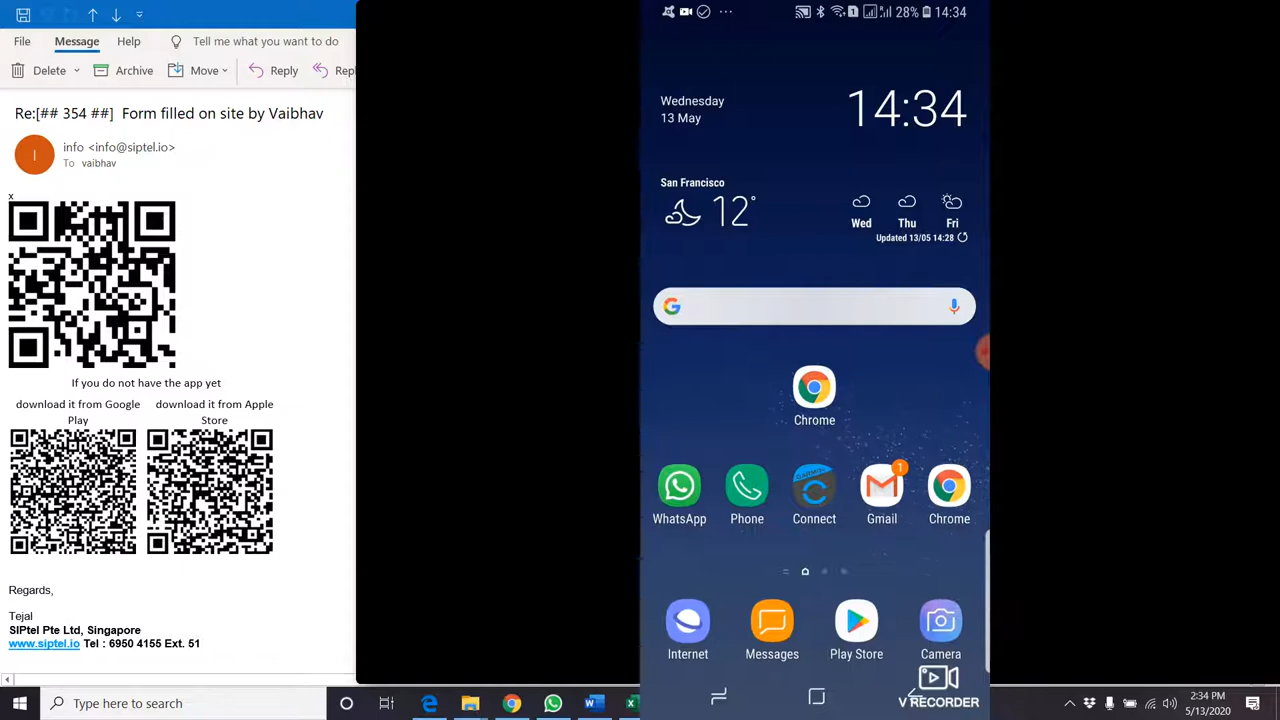 File Message Help Tell me what you want to do
Delete Archive Move Reply Repl
Re:[## 354 ##] Form filled on site by Vaibhav
I
info <info@siptel.io>
To vaibhav
x
If you do not have the app yet
download it from Google Play
download it from Apple Store
Regards,
Tejal
SIPtel Pte Ltd, Singapore
www.siptel.io Tel : 6950 4155 Ext. 51
1 28% 14:34
Wednesday
13 May
14:34
San Francisco
12°
Wed Thu Fri
Updated 13/05 14:28
G
Chrome
1
WhatsApp Phone Connect Gmail Chrome
Internet Messages Play Store Camera
V RECORDER
Type here to search
2:34 PM
5/13/2020